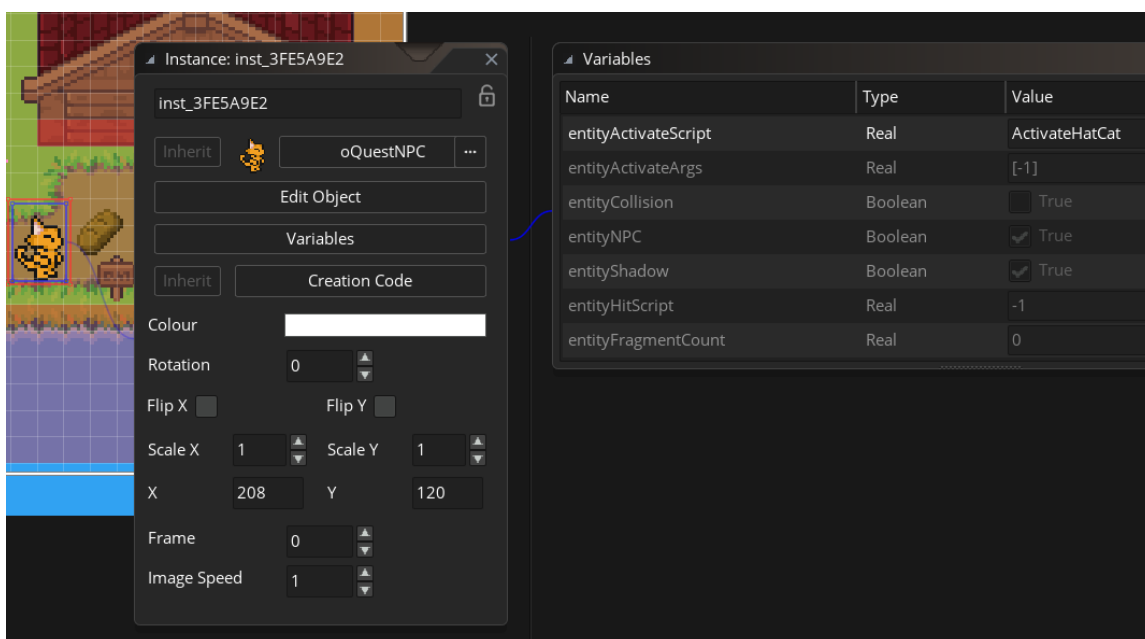 Instance: inst_3FE5A9E2
inst_3FE5A9E2
Inherit
oQuestNPC
...
Edit Object
Variables
Inherit
Creation Code
Colour
Rotation 0
Flip X Flip Y
Scale X 1 Scale Y 1
X 208 Y 120
Frame 0
Image Speed 1
Variables
Name Type Value
entityActivateScript Real ActivateHatCat
entityActivateArgs Real [-1]
entityCollision Boolean True
entityNPC Boolean True
entityShadow Boolean True
entityHitScript Real -1
entityFragmentCount Real 0